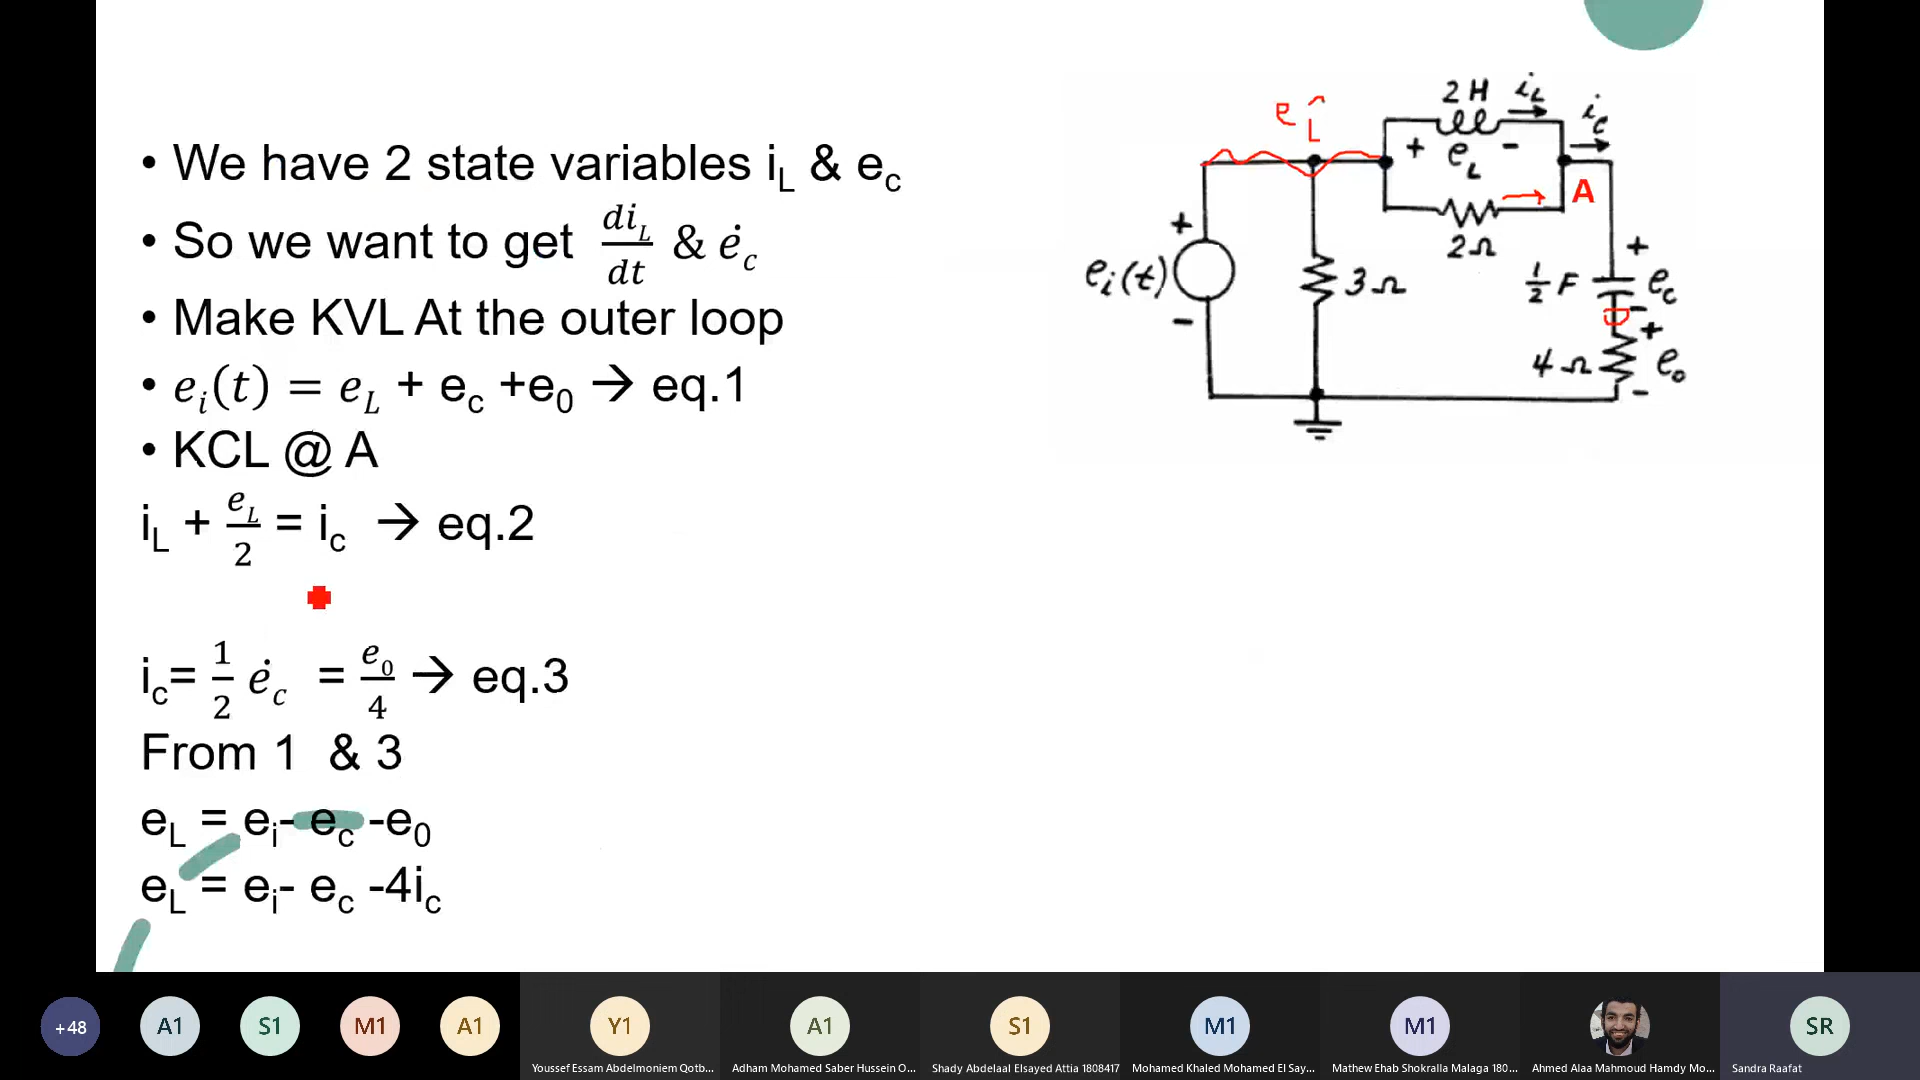 • We have 2 state variables iL & ec
• So we want to get diL/dt & ėc
• Make KVL At the outer loop
• ei(t) = eL + ec +e0 → eq.1
• KCL @ A
iL + eL/2 = ic → eq.2
ic= 1/2 ėc = e0/4 → eq.3
From 1 & 3
eL = ei- ec -e0
eL = ei- ec -4ic
2 H iL
ic
+ eL -
A
2Ω
+
ei(t)
-
3Ω
1/2 F
+
ec
-
+
4Ω
eo
-
+48
A1
S1
M1
A1
Y1
Youssef Essam Abdelmoniem Qotb...
A1
Adham Mohamed Saber Hussein O...
S1
Shady Abdelaal Elsayed Attia 1808417
M1
Mohamed Khaled Mohamed El Say...
M1
Mathew Ehab Shokralla Malaga 180...
Ahmed Alaa Mahmoud Hamdy Mo...
SR
Sandra Raafat